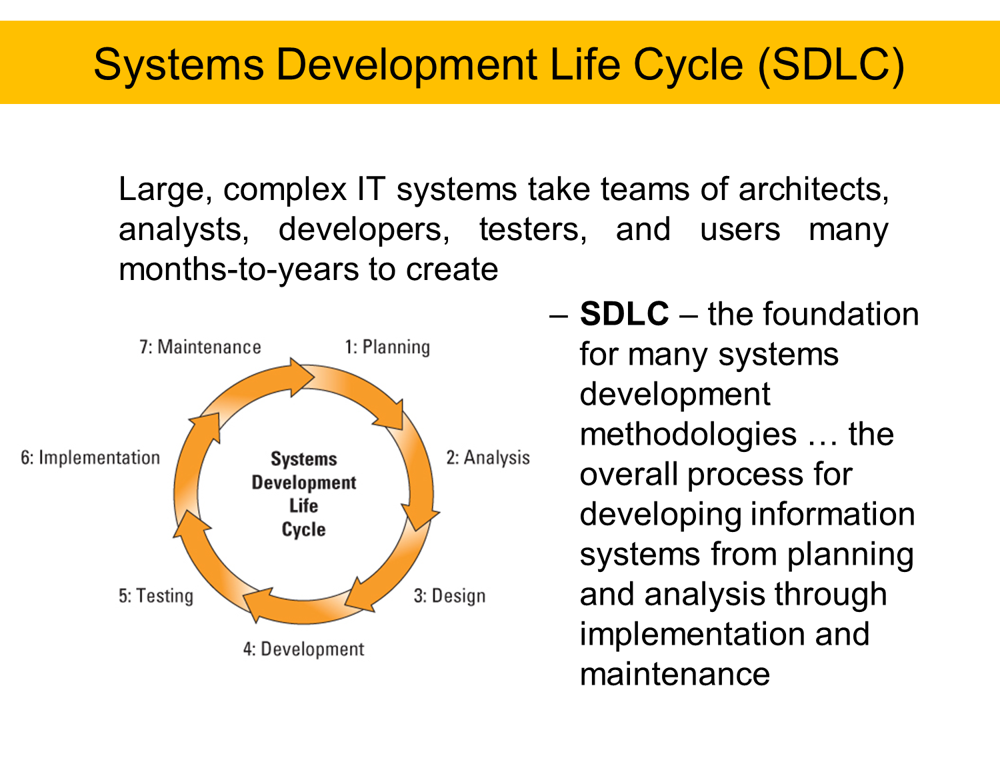 Systems Development Life Cycle (SDLC)
Large, complex IT systems take teams of architects,
analysts, developers, testers, and users many
months-to-years to create
– SDLC – the foundation
for many systems
development
methodologies … the
overall process for
developing information
systems from planning
and analysis through
implementation and
maintenance
7: Maintenance
1: Planning
6: Implementation
2: Analysis
Systems
Development
Life
Cycle
5: Testing
3: Design
4: Development